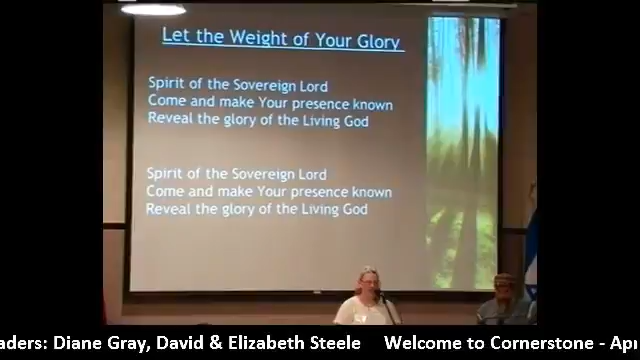 Let the Weight of Your Glory
Spirit of the Sovereign Lord
Come and make Your presence known
Reveal the glory of the Living God
Spirit of the Sovereign Lord
Come and make Your presence known
Reveal the glory of the Living God
aders: Diane Gray, David & Elizabeth Steele Welcome to Cornerstone - Apr